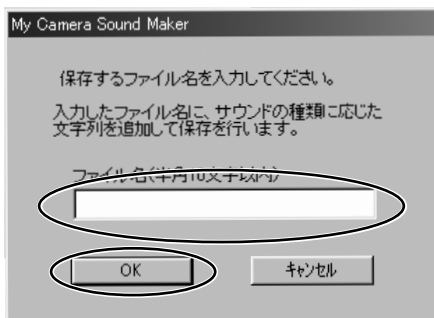 My Camera Sound Maker
保存するファイル名を入力してください。
入力したファイル名に、サウンドの種類に応じた
文字列を追加して保存を行います。
ファイル名(半角10文字以内)
OK キャンセル